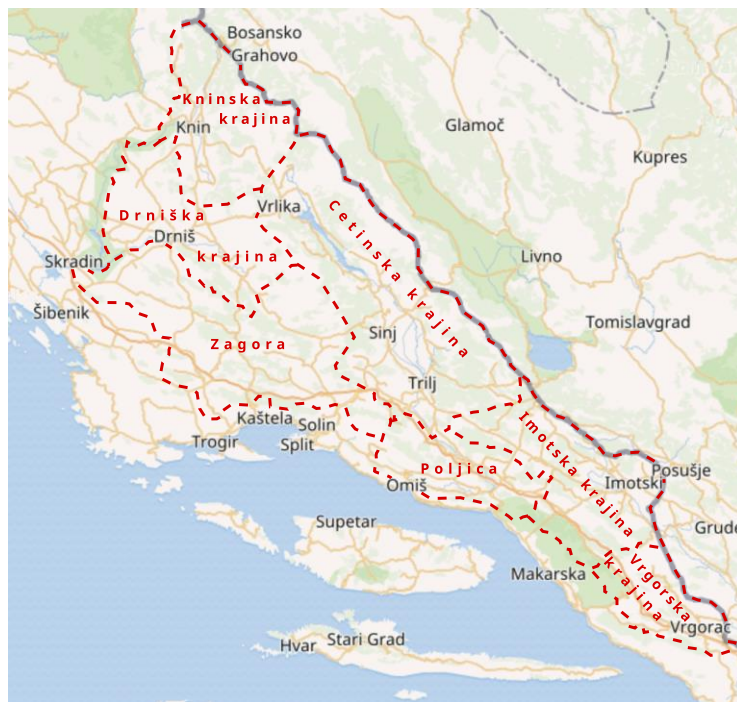 Bosansko
Grahovo
Kninska
krajina
Knin
Glamoč
Kupres
Drniška
Vrlika
Cetinska krajina
Drniš
krajina
Skradin
Livno
Šibenik
Zagora
Sinj
Tomislavgrad
Trilj
Kaštela
Solin
Trogir
Split
Imotska krajina
Poljica
Omiš
Posušje
Imotski
Supetar
Grude
Makarska
Vrgorska
krajina
Vrgorac
Hvar
Stari Grad